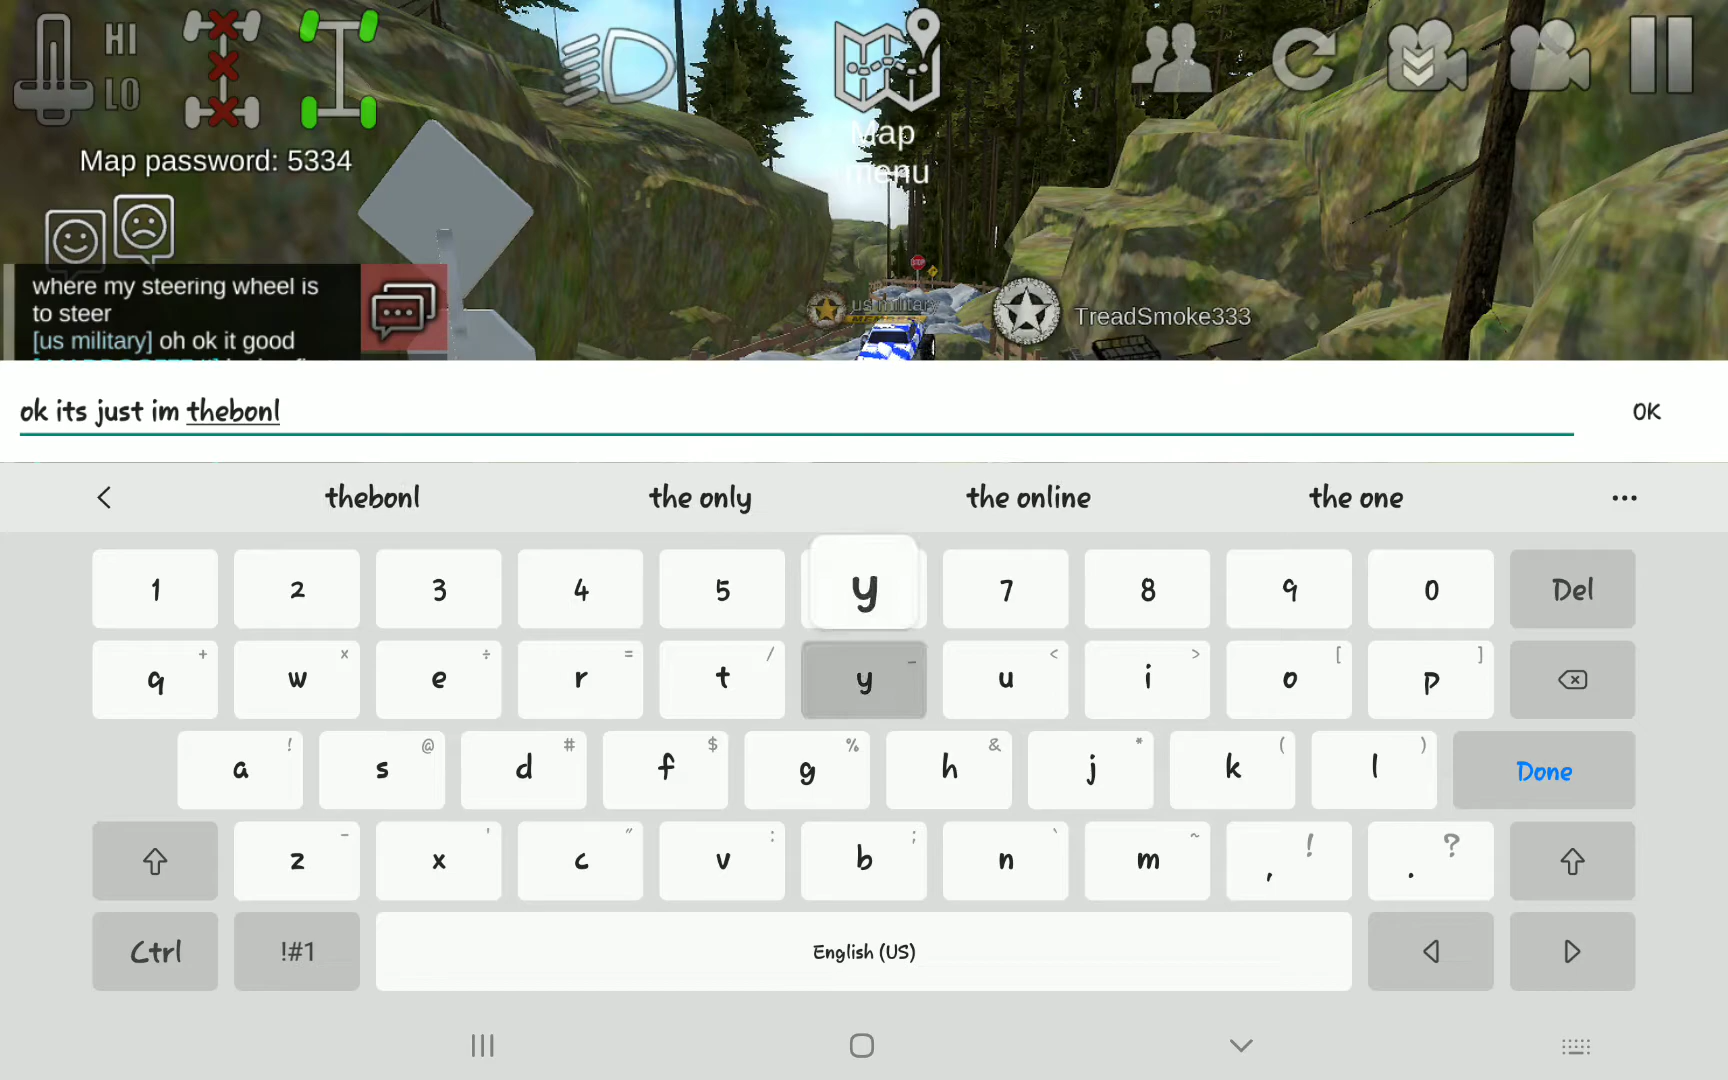 HI
LO
Map password: 5334
Map
menu
where my steering wheel is
to steer
[us military] oh ok it good
us military
MEMBER
TreadSmoke333
STOP
ok its just im thebonl
OK
thebonl
the only
the online
the one
...
1 2 3 4 5 y 7 8 9 0 Del
q + w × e ÷ r = t / y _ u < i > o [ p ]
a ! s @ d # f $ g % h & j * k ( l ) Done
z - x ' c " v : b ; n ` m ~ , ! . ?
Ctrl !#1 English (US)